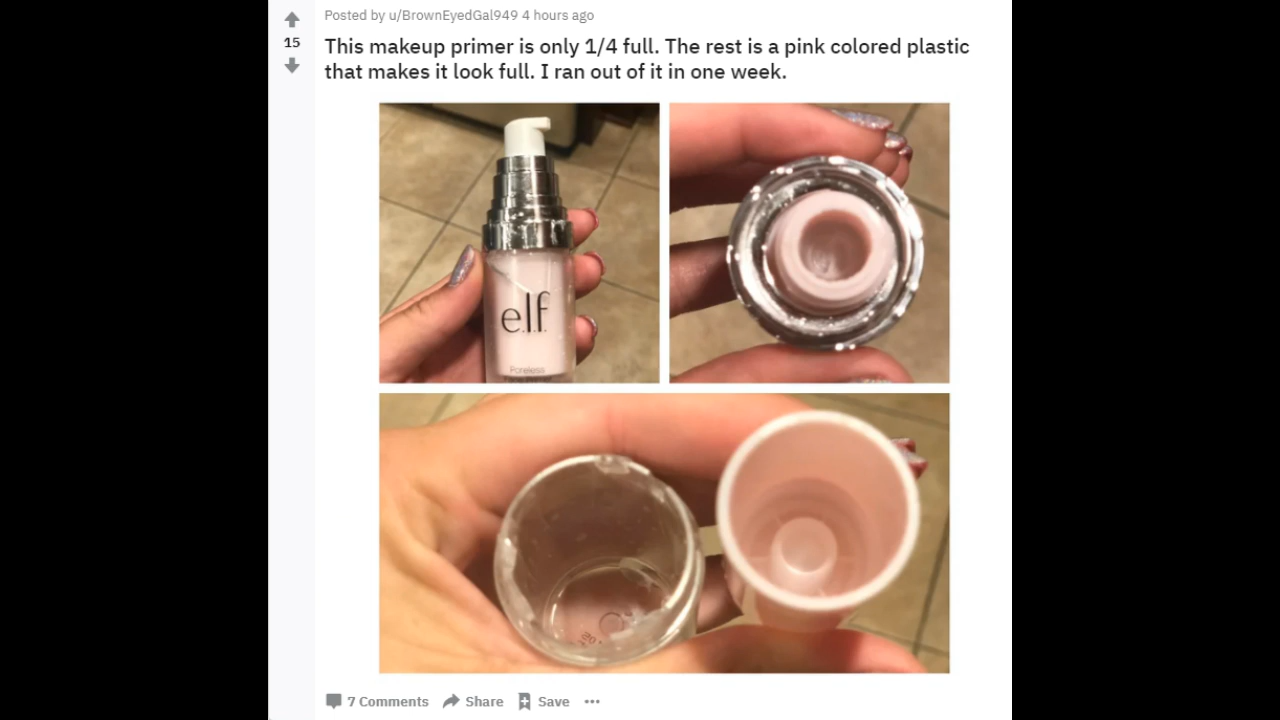 Posted by u/BrownEyedGal949 4 hours ago
15
This makeup primer is only 1/4 full. The rest is a pink colored plastic
that makes it look full. I ran out of it in one week.
e.l.f.
Poreless
Face Primer
7 Comments Share Save